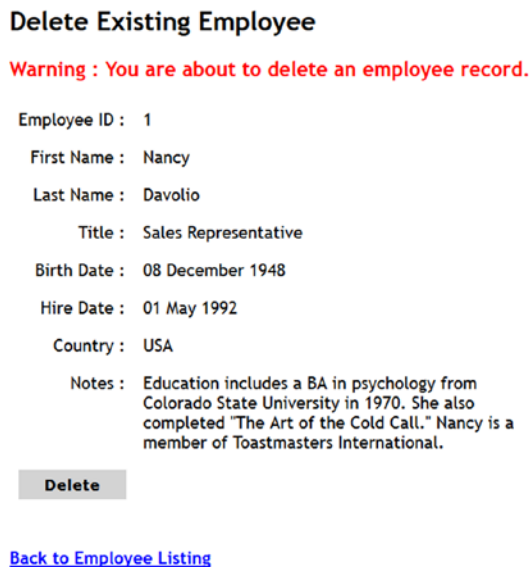 Delete Existing Employee
Warning : You are about to delete an employee record.
Employee ID : 1
First Name : Nancy
Last Name : Davolio
Title : Sales Representative
Birth Date : 08 December 1948
Hire Date : 01 May 1992
Country : USA
Notes : Education includes a BA in psychology from
Colorado State University in 1970. She also
completed "The Art of the Cold Call." Nancy is a
member of Toastmasters International.
Delete
Back to Employee Listing